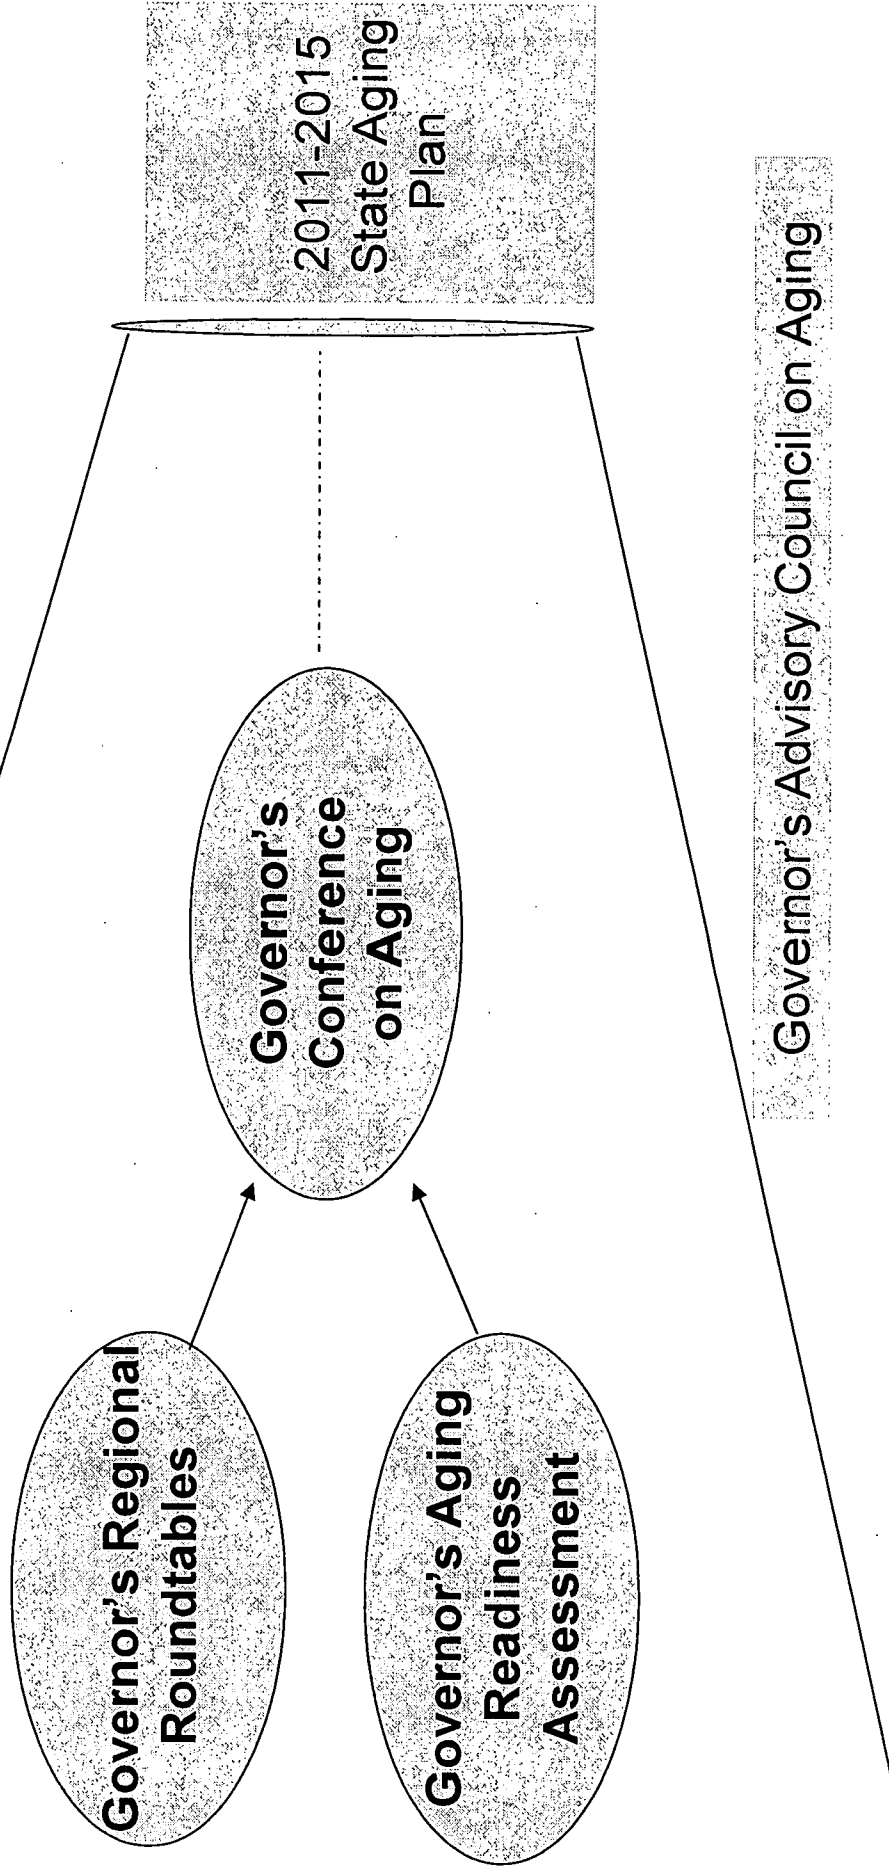 Governor's Regional
Roundtables
Governor's Aging
Readiness
Assessment
Governor's
Conference
on Aging
2011-2015
State Aging
Plan
Governor's Advisory Council on Aging